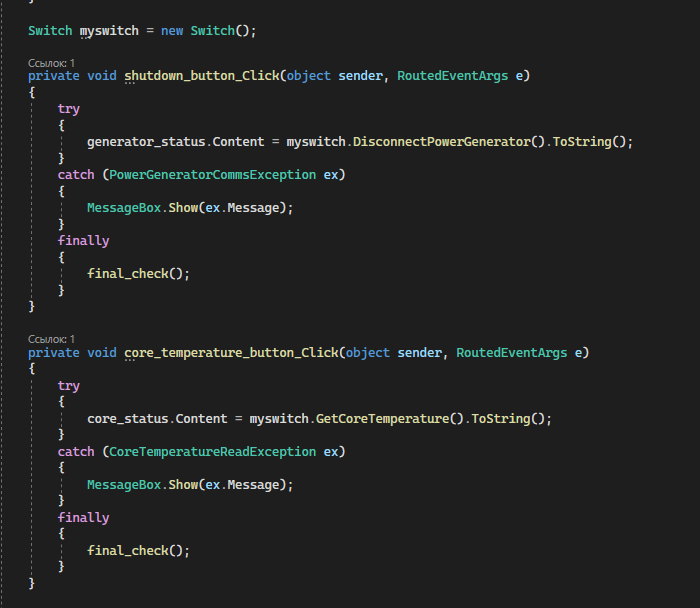 }
Switch myswitch = new Switch();
Ссылок: 1
private void shutdown_button_Click(object sender, RoutedEventArgs e)
{
try
{
generator_status.Content = myswitch.DisconnectPowerGenerator().ToString();
}
catch (PowerGeneratorCommsException ex)
{
MessageBox.Show(ex.Message);
}
finally
{
final_check();
}
}
Ссылок: 1
private void core_temperature_button_Click(object sender, RoutedEventArgs e)
{
try
{
core_status.Content = myswitch.GetCoreTemperature().ToString();
}
catch (CoreTemperatureReadException ex)
{
MessageBox.Show(ex.Message);
}
finally
{
final_check();
}
}